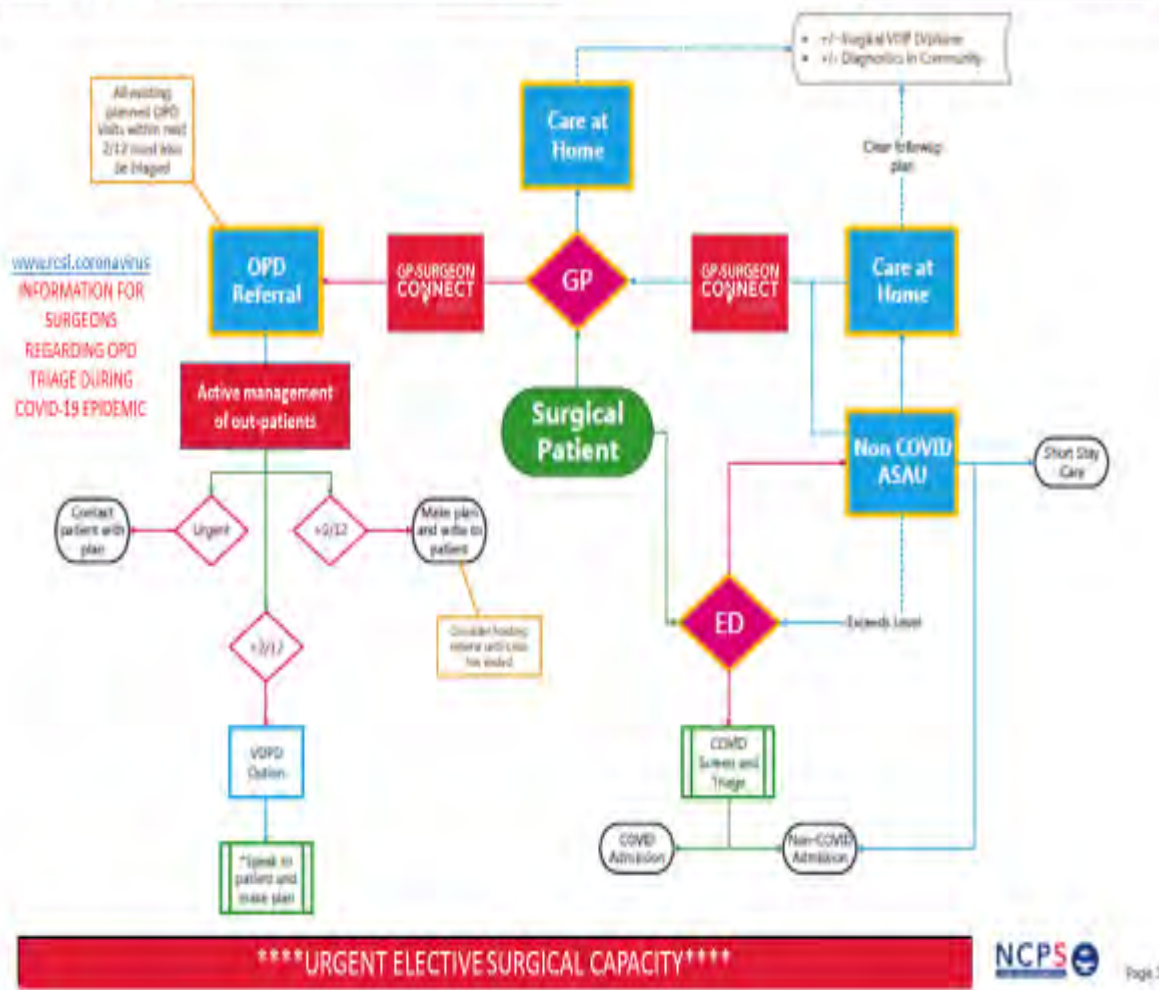 +/- Surgical VTIP
+/- Diagnostics in Community
All existing
planned OPD
visits within next
2/12 must also
be triaged
Care at
Home
Clear followup
plan
www.rcsi.coronavirus
INFORMATION FOR
SURGEONS
REGARDING OPD
TRIAGE DURING
COVID-19 EPIDEMIC
OPD
Referral
GP-SURGEON
CONNECT
GP
GP-SURGEON
CONNECT
Care at
Home
Active management
of out-patients
Surgical
Patient
Non COVID
ASAU
Short Stay
Care
Contact
patient with
plan
Urgent
Make plan
and write to
patient
ED
Exceeds Level
Consider holding
referral until crisis
has ended
2/12
VOPD
Option
COVID
Screen and
Triage
COVID
Admission
Non-COVID
Admission
*Speak to
patient and
make plan
****URGENT ELECTIVE SURGICAL CAPACITY****
NCPS
Page